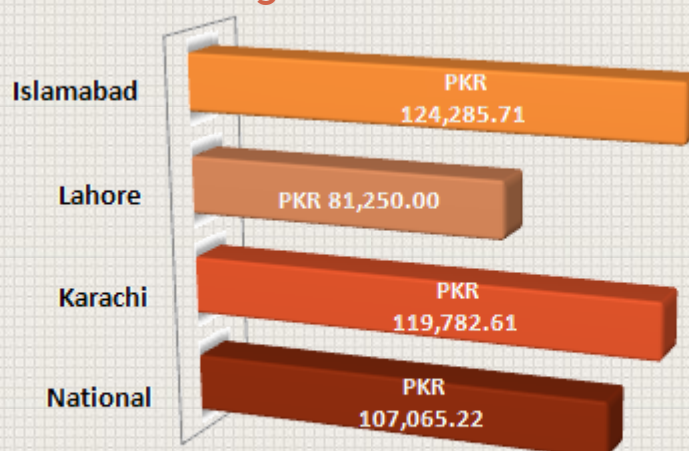 Islamabad
PKR
124,285.71
Lahore
PKR 81,250.00
Karachi
PKR
119,782.61
National
PKR
107,065.22